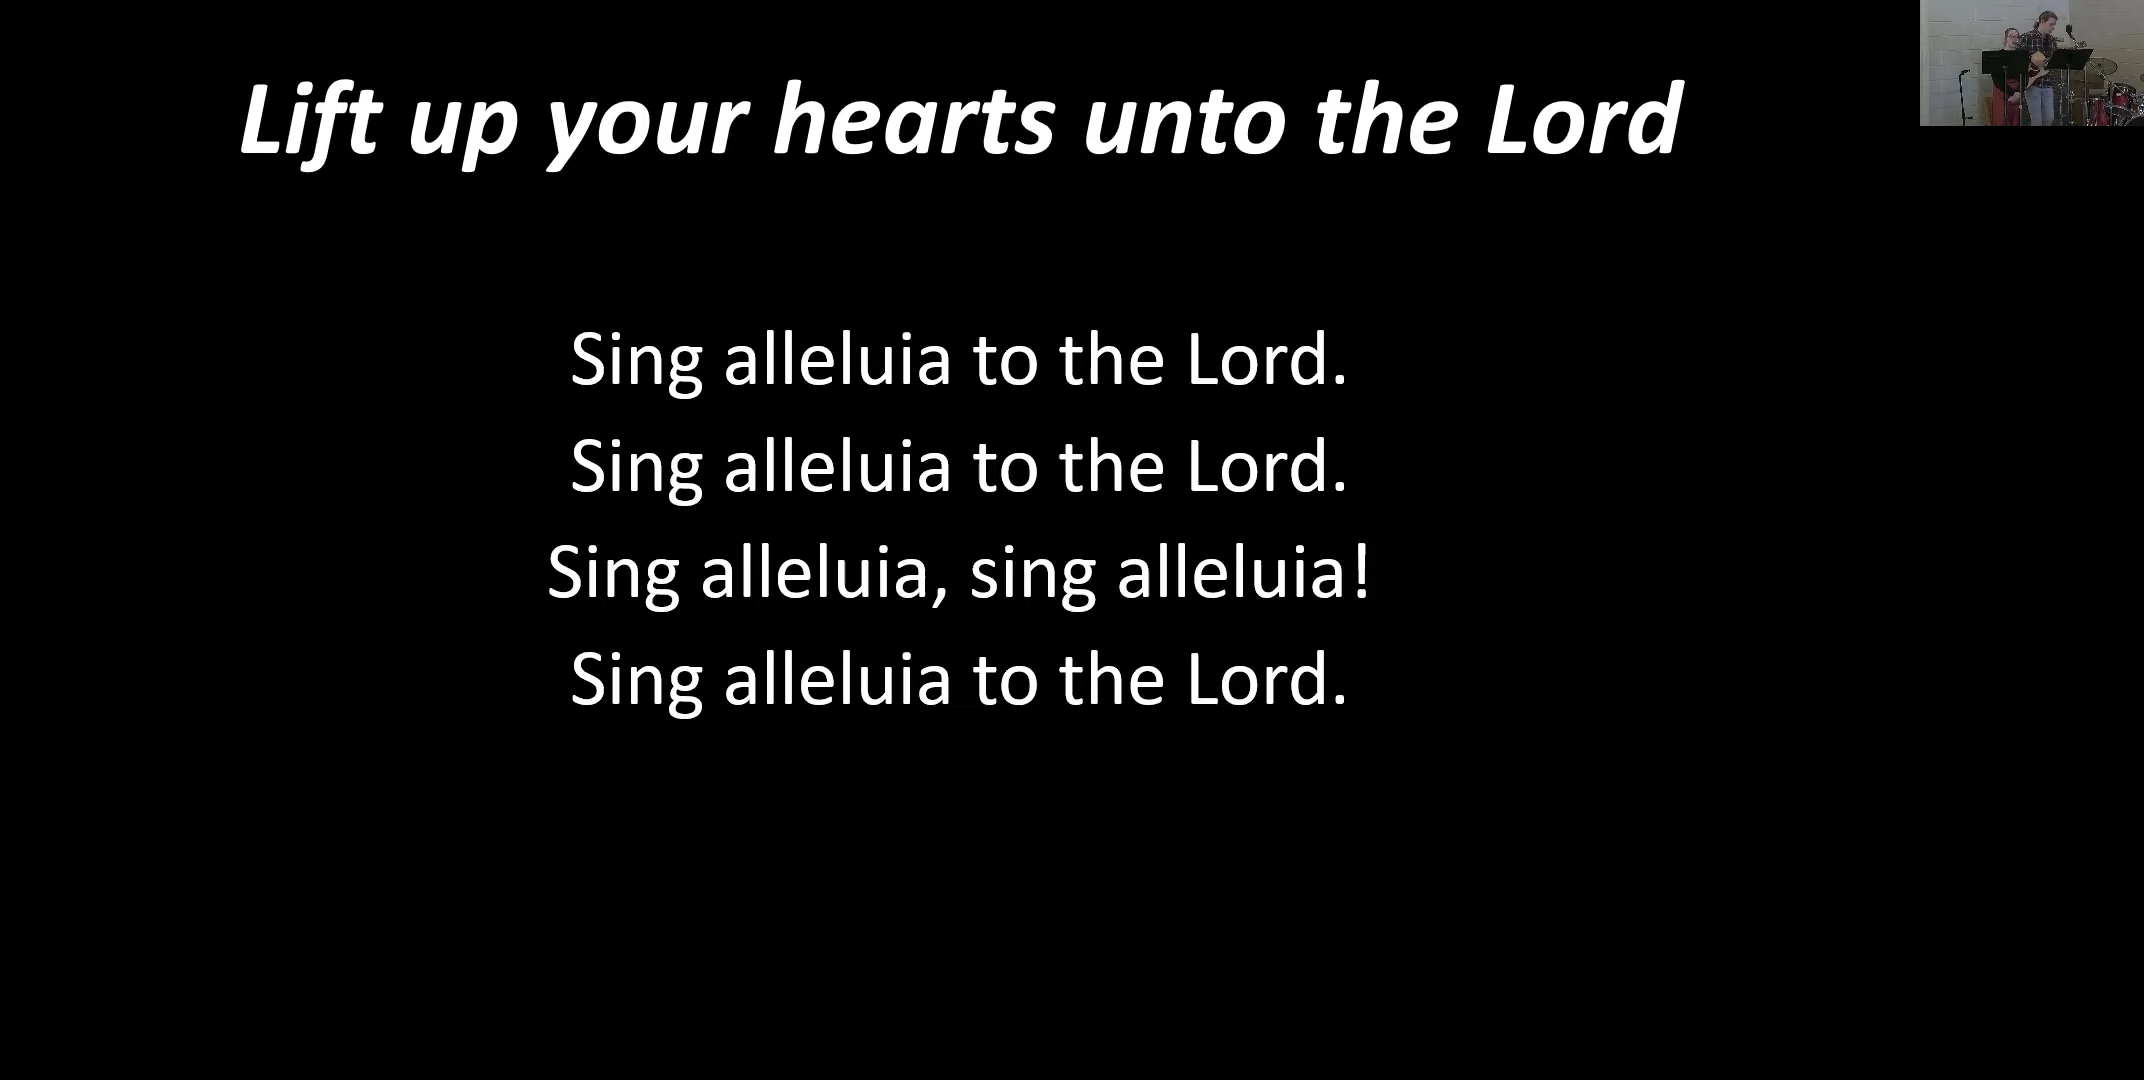 Lift up your hearts unto the Lord
Sing alleluia to the Lord.
Sing alleluia to the Lord.
Sing alleluia, sing alleluia!
Sing alleluia to the Lord.